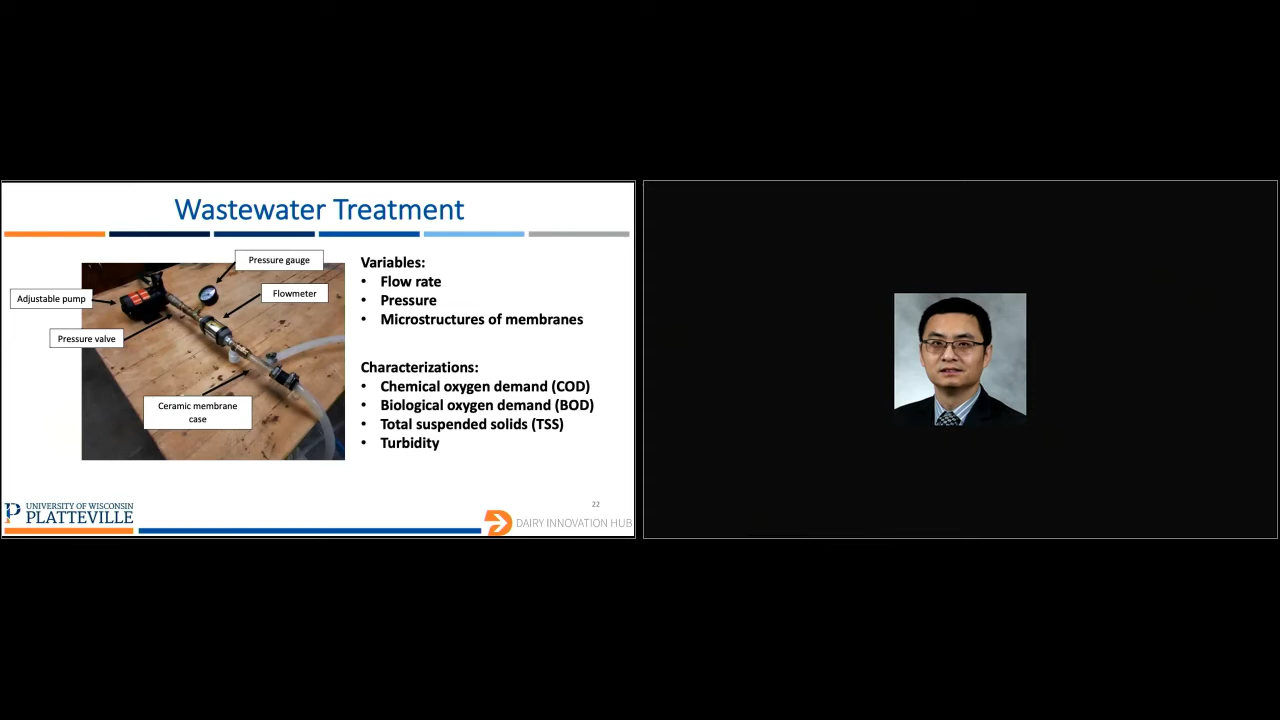 Wastewater Treatment
Pressure gauge
Flowmeter
Adjustable pump
Pressure valve
Ceramic membrane
case
Variables:
• Flow rate
• Pressure
• Microstructures of membranes
Characterizations:
• Chemical oxygen demand (COD)
• Biological oxygen demand (BOD)
• Total suspended solids (TSS)
• Turbidity
22
UNIVERSITY OF WISCONSIN
PLATTEVILLE
DAIRY INNOVATION HUB